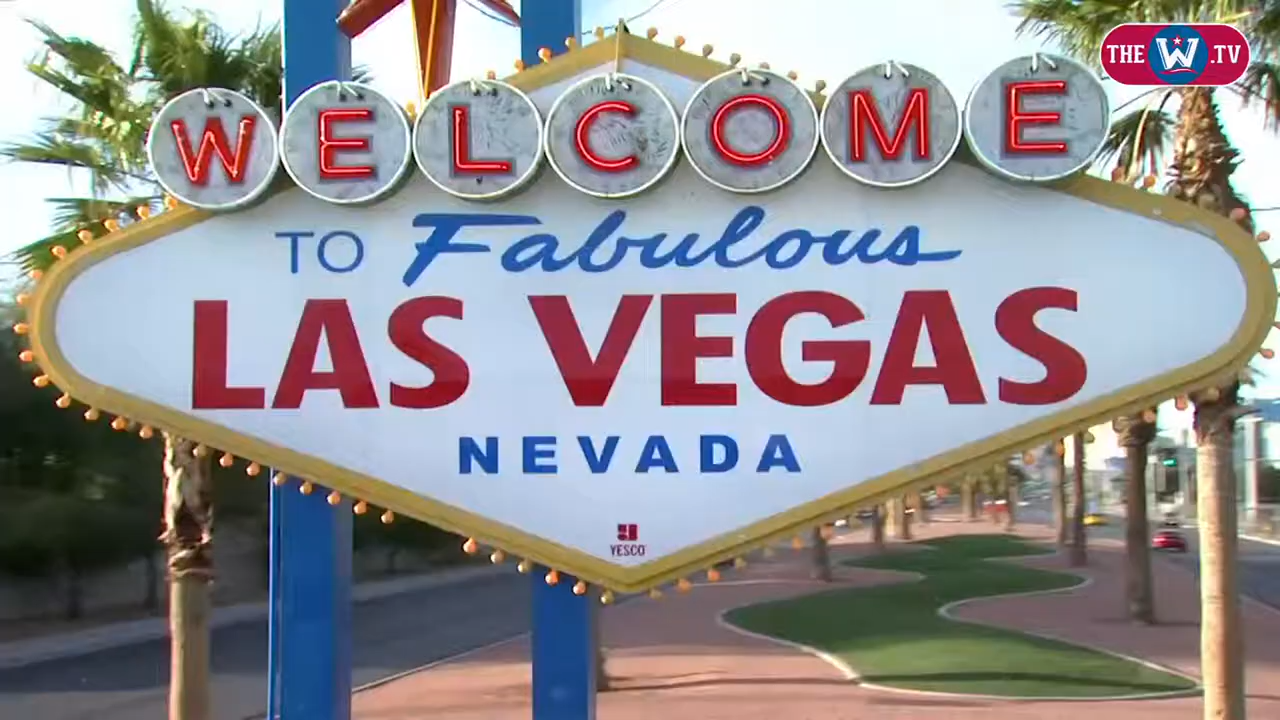 THE W .TV
WELCOME
TO Fabulous
LAS VEGAS
NEVADA
YESCO